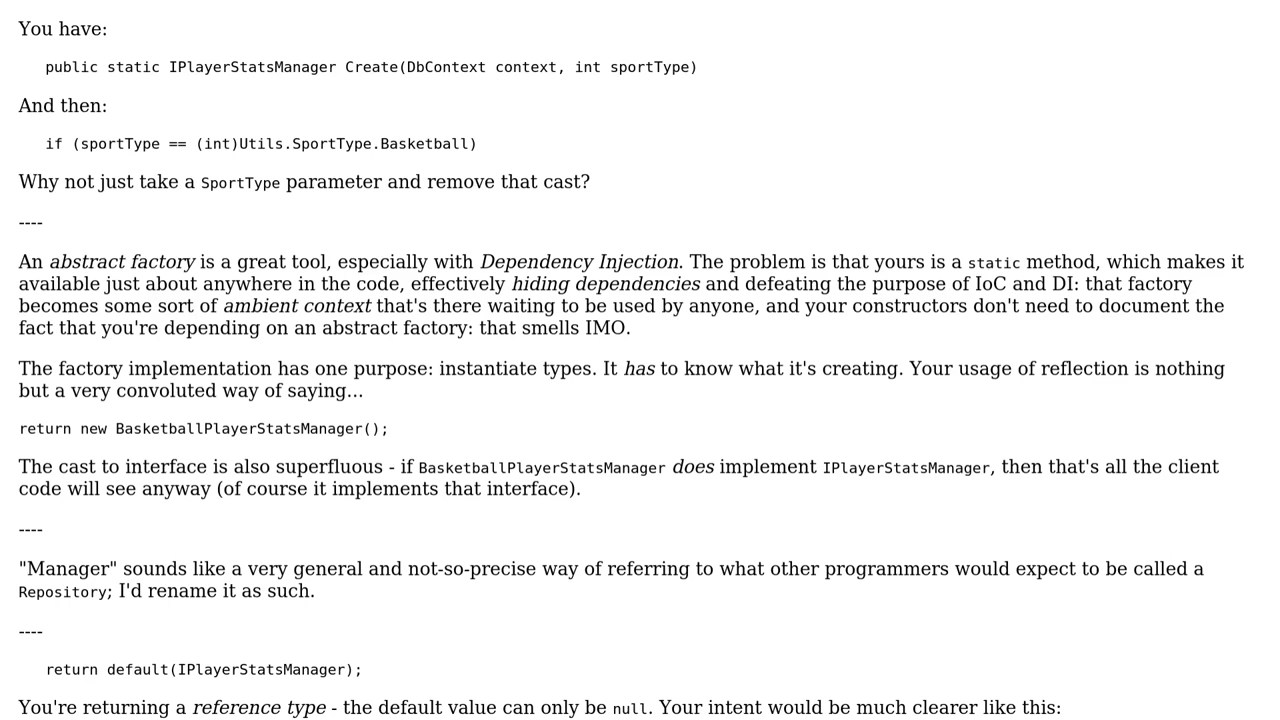 You have:
public static IPlayerStatsManager Create(DbContext context, int sportType)
And then:
if (sportType == (int)Utils.SportType.Basketball)
Why not just take a SportType parameter and remove that cast?
----
An abstract factory is a great tool, especially with Dependency Injection. The problem is that yours is a static method, which makes it
available just about anywhere in the code, effectively hiding dependencies and defeating the purpose of IoC and DI: that factory
becomes some sort of ambient context that's there waiting to be used by anyone, and your constructors don't need to document the
fact that you're depending on an abstract factory: that smells IMO.
The factory implementation has one purpose: instantiate types. It has to know what it's creating. Your usage of reflection is nothing
but a very convoluted way of saying...
return new BasketballPlayerStatsManager();
The cast to interface is also superfluous - if BasketballPlayerStatsManager does implement IPlayerStatsManager, then that's all the client
code will see anyway (of course it implements that interface).
----
"Manager" sounds like a very general and not-so-precise way of referring to what other programmers would expect to be called a
Repository; I'd rename it as such.
----
return default(IPlayerStatsManager);
You're returning a reference type - the default value can only be null. Your intent would be much clearer like this: